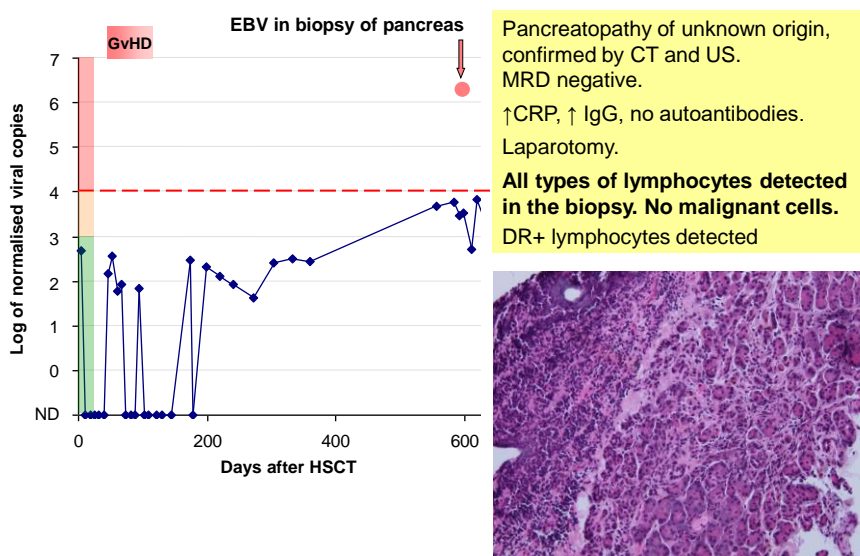 EBV in biopsy of pancreas
GvHD
Log of normalised viral copies
7
6
5
4
3
2
1
0
ND
0
200
400
600
Days after HSCT
Pancreatopathy of unknown origin,
confirmed by CT and US.
MRD negative.
↑CRP, ↑ IgG, no autoantibodies.
Laparotomy.
All types of lymphocytes detected
in the biopsy. No malignant cells.
DR+ lymphocytes detected